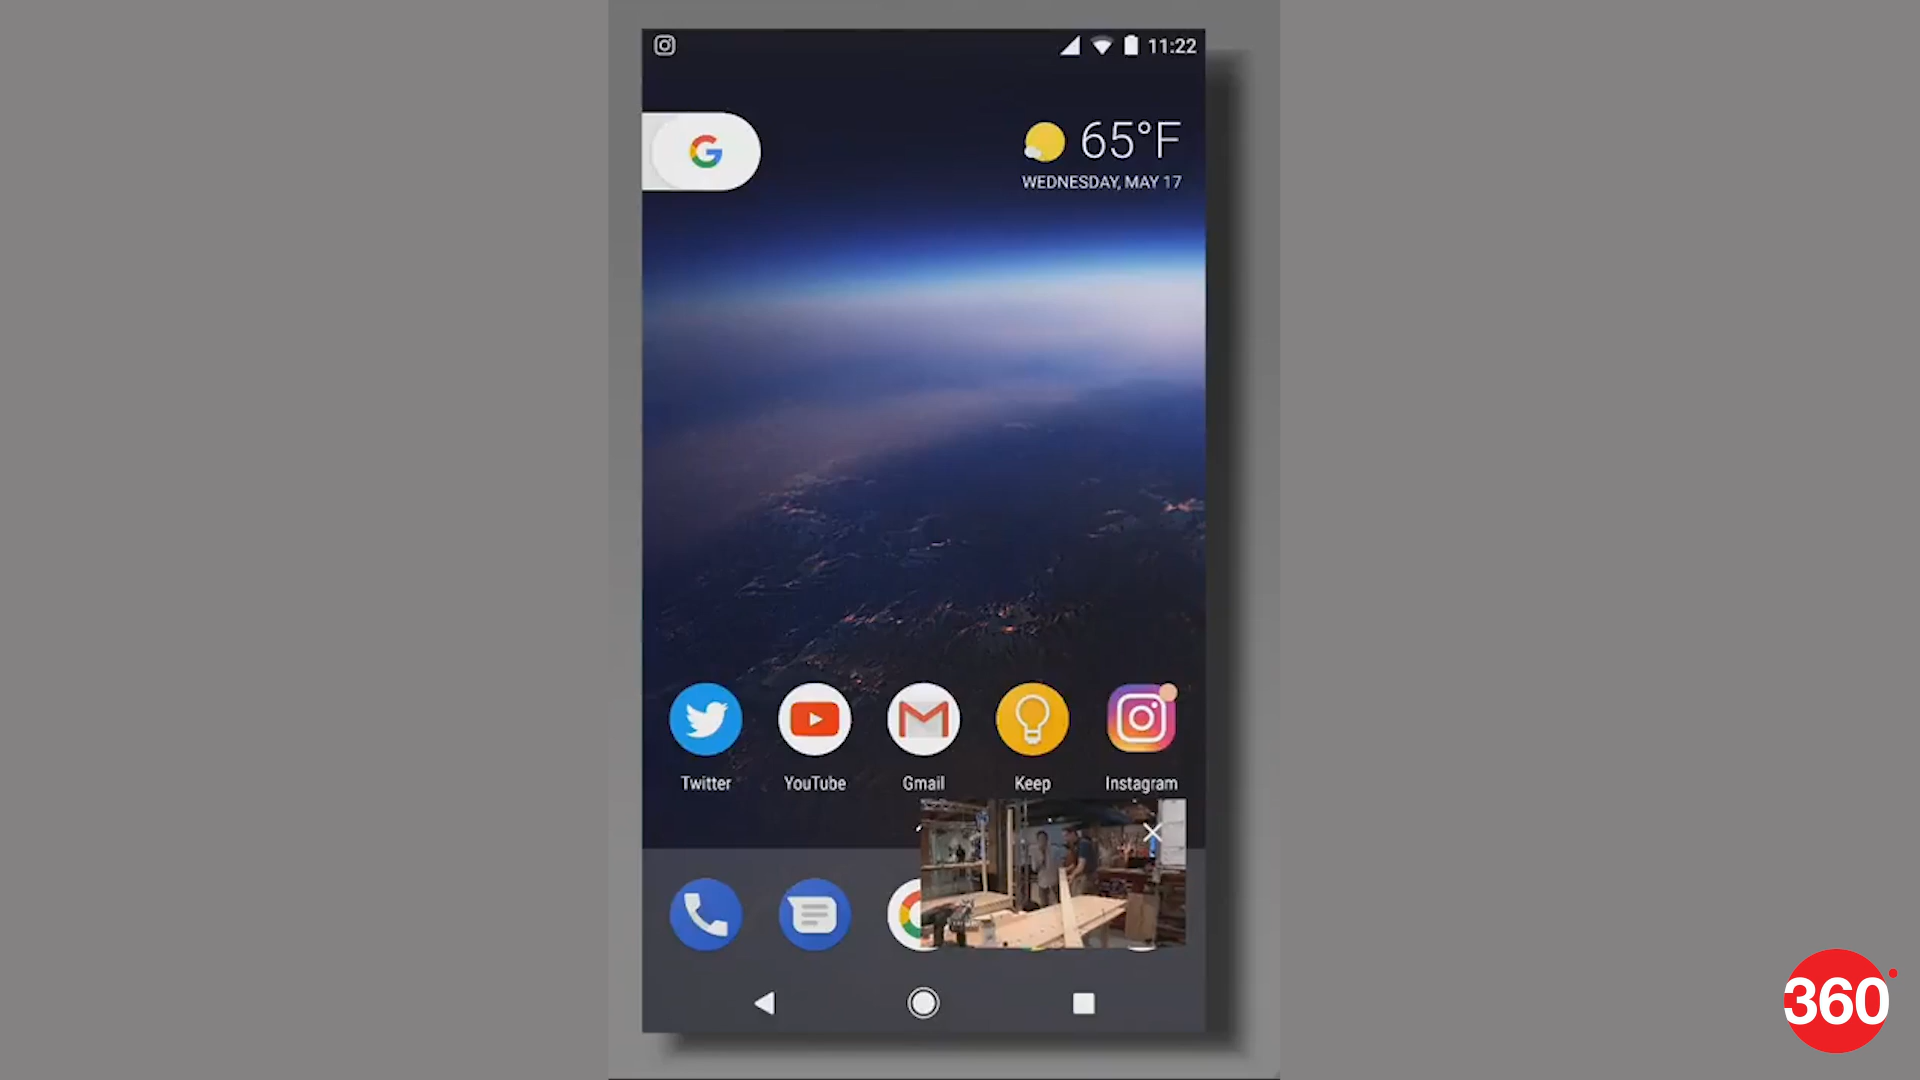 11:22
G
65°F
WEDNESDAY, MAY 17
Twitter
YouTube
Gmail
Keep
Instagram
360